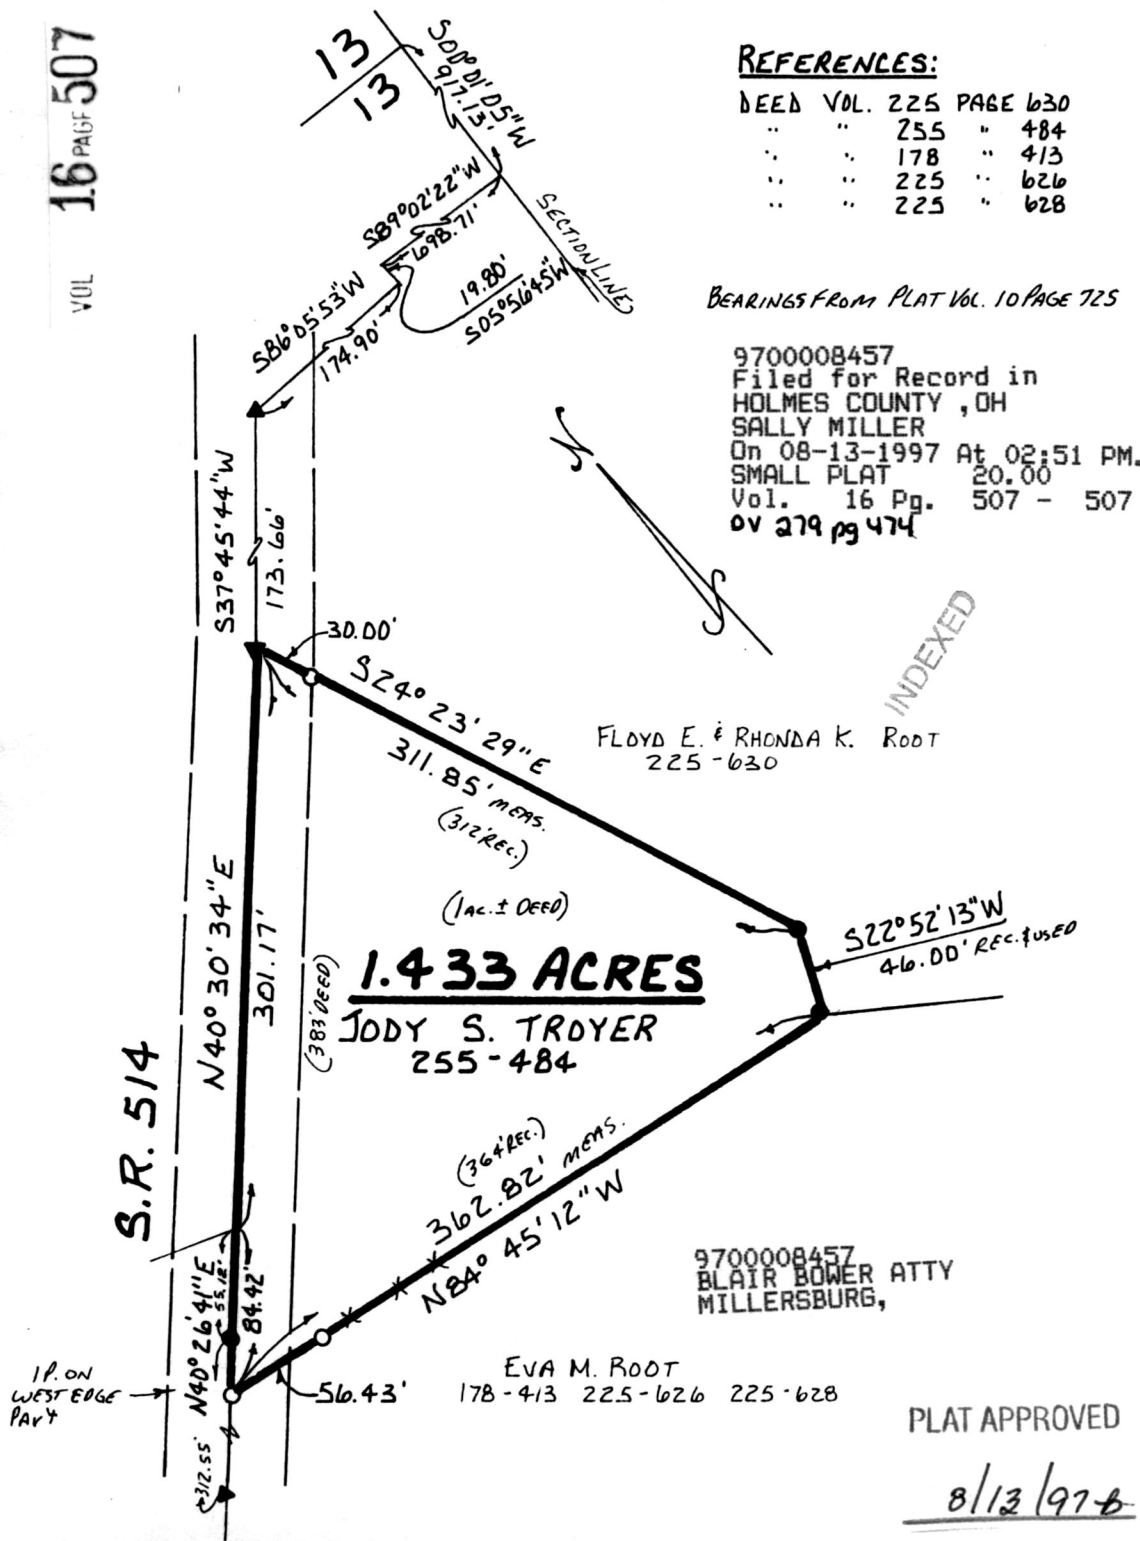 VOL 16 PAGE 507
13
13
S00° 01' 05" W
917.13'
S89° 02' 22" W
698.71'
SECTION LINE
19.80'
S05° 56' 45" W
S86° 05' 53" W
174.90'
REFERENCES:
DEED VOL. 225 PAGE 630
" " 255 " 484
" " 178 " 413
" " 225 " 626
" " 225 " 628
BEARINGS FROM PLAT VOL. 10 PAGE 725
9700008457
Filed for Record in
HOLMES COUNTY , OH
SALLY MILLER
On 08-13-1997 At 02:51 PM.
SMALL PLAT 20.00
Vol. 16 Pg. 507 - 507
OV 279 pg 474
N
S
INDEXED
S37° 45' 44" W
173.66'
30.00'
S24° 23' 29" E
311.85' MEAS.
(312' REC.)
FLOYD E. & RHONDA K. ROOT
225-630
(1 AC.± DEED)
1.433 ACRES
JODY S. TROYER
255-484
S22° 52' 13" W
46.00' REC. & USED
N40° 30' 34" E
301.17'
(383' DEED)
S.R. 514
(364' REC.)
362.82' MEAS.
N84° 45' 12" W
N40° 26' 41" E
55.12'
84.42'
9700008457
BLAIR BOWER ATTY
MILLERSBURG,
I.P. ON
WEST EDGE
PAV'T
56.43'
EVA M. ROOT
178-413 225-626 225-628
312.55'
PLAT APPROVED
8/13/97